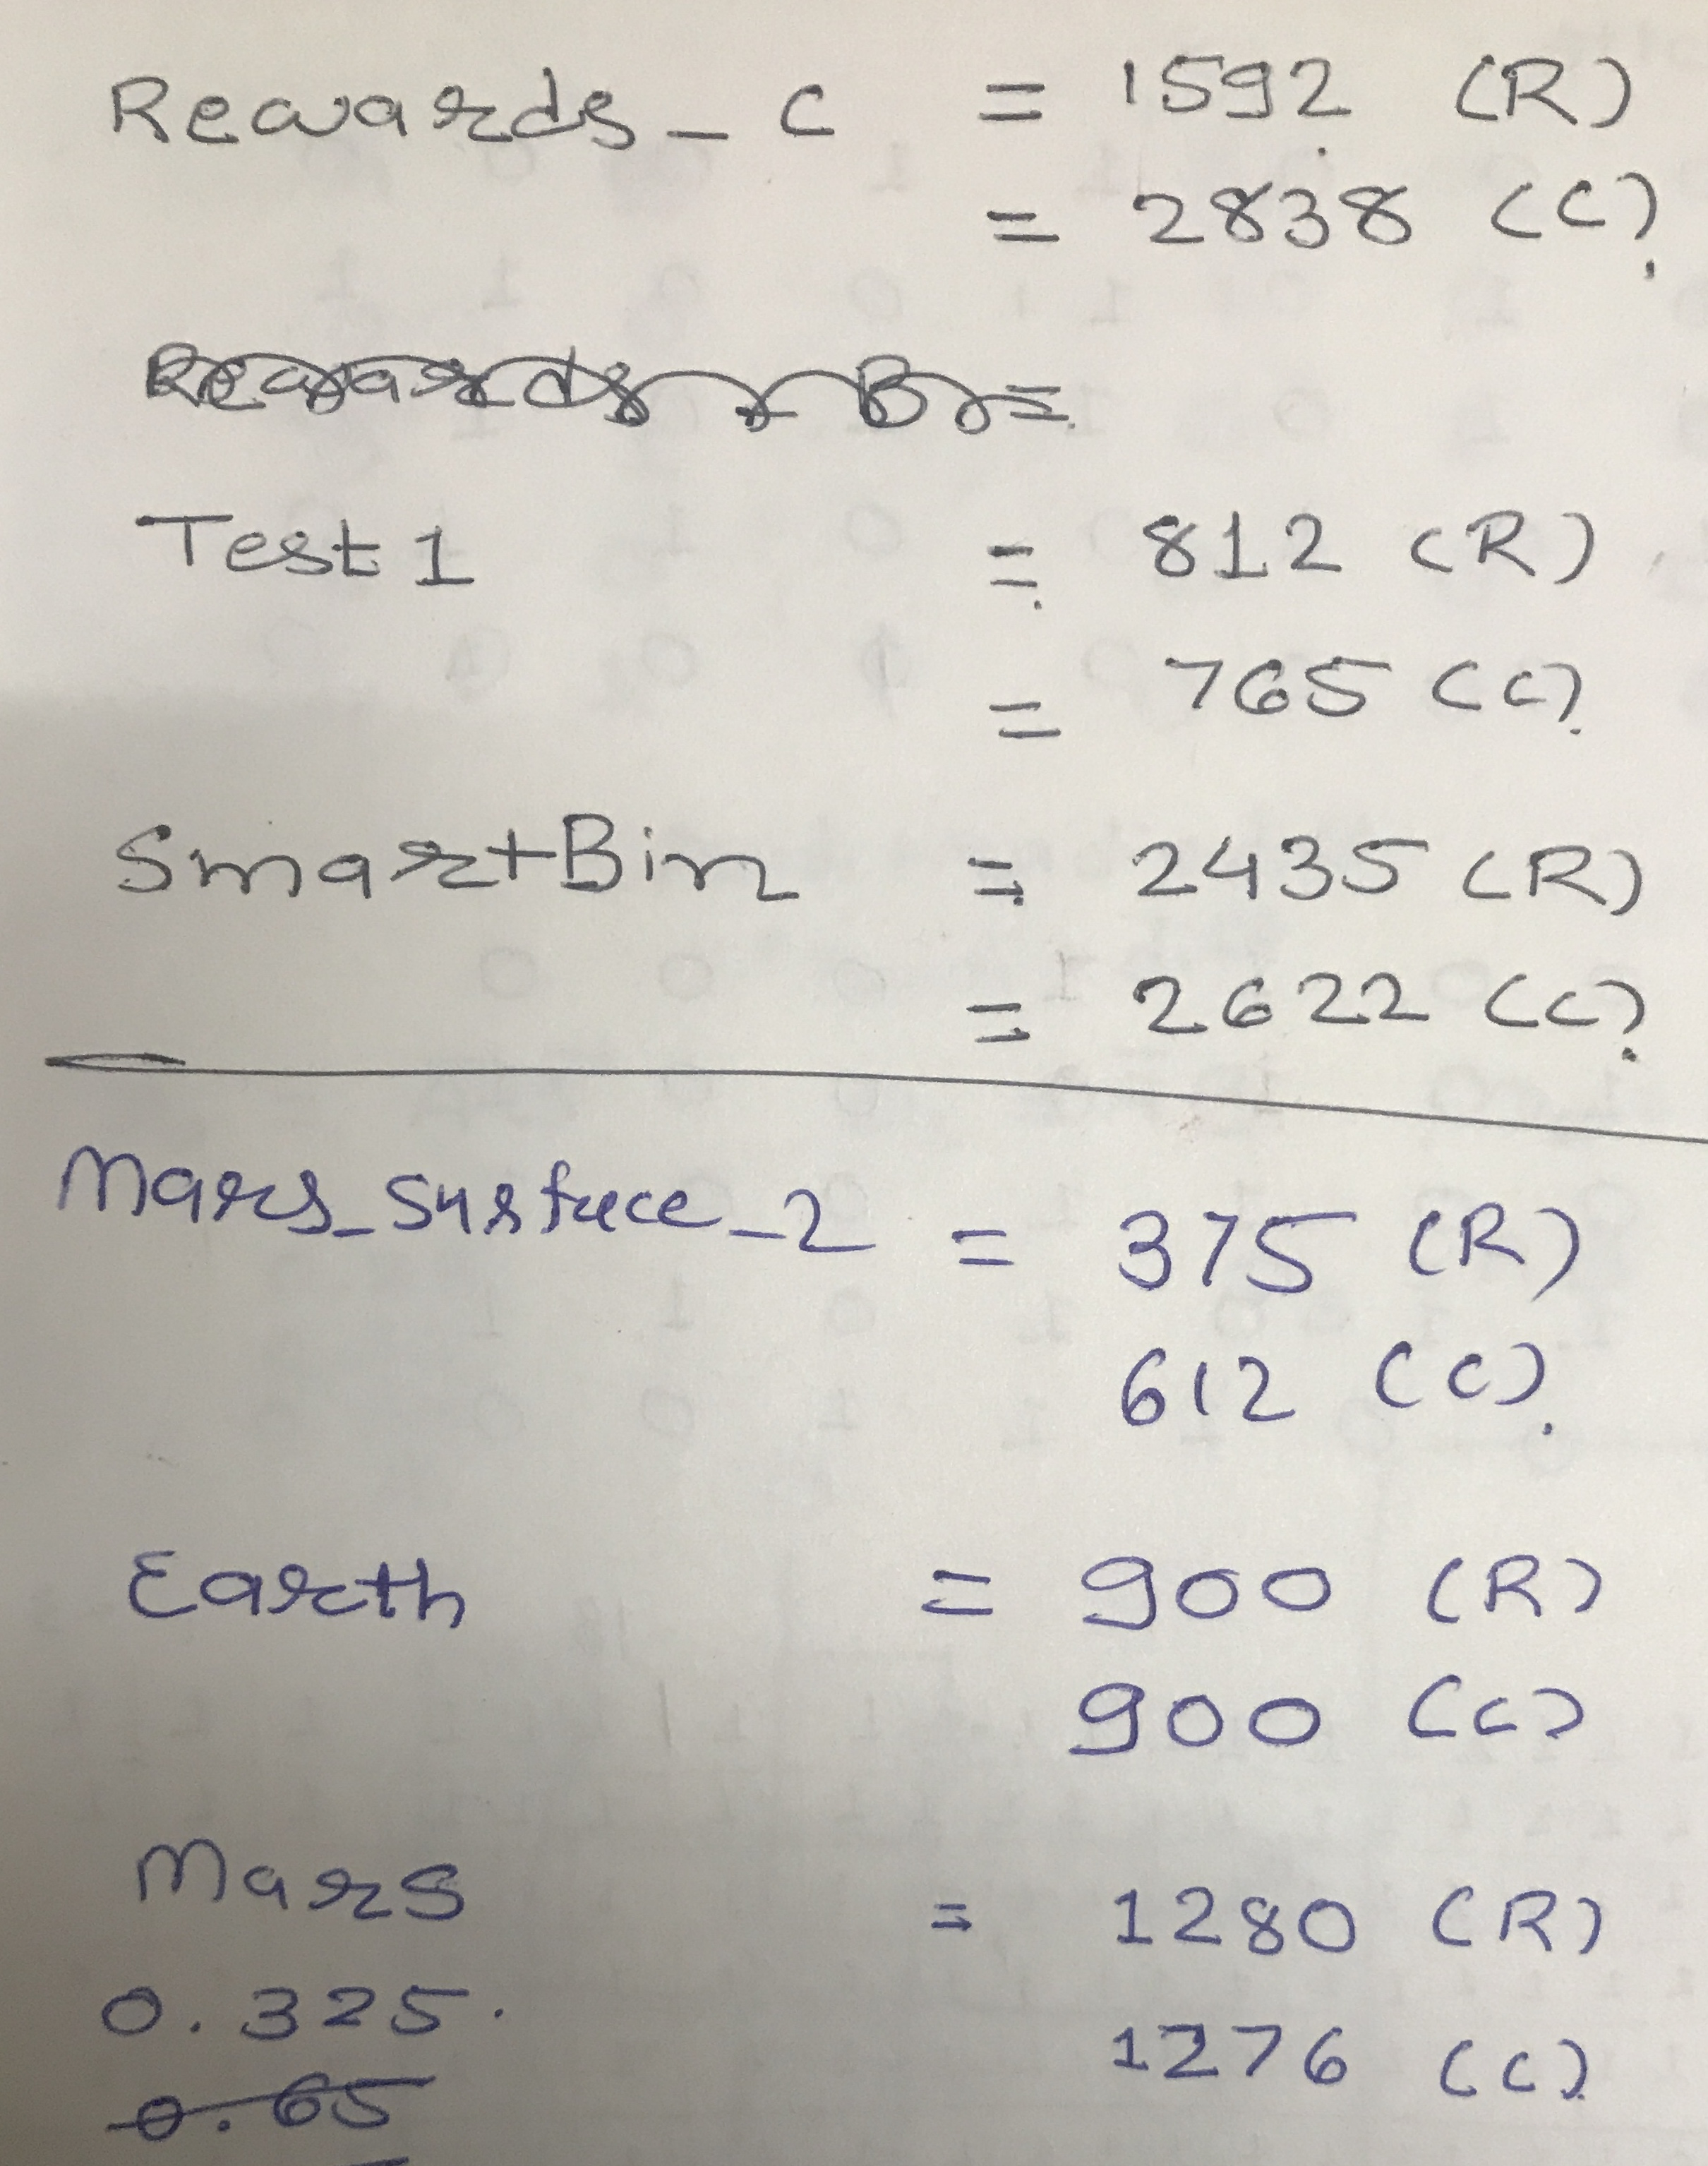 Rewards_C = 1592 (R)
= 2838 (C)
Rewards_B =
Test 1 = 812 (R)
= 765 (C)
SmartBin = 2435 (R)
= 2622 (C)
Mars_Surface_2 = 375 (R)
612 (C)
Earth = 900 (R)
900 (C)
Mars = 1280 (R)
0.325.
1276 (C)
0.65